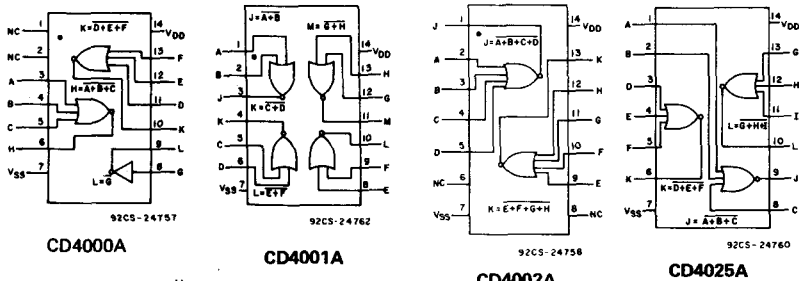 K=D+E+F
NC 1
NC 2
A 3
B 4
C 5
H 6
VSS 7
14 VDD
13 F
12 E
11 D
10 K
9 L
8 G
H=A+B+C
L=G
92CS-24757
CD4000A
J=A+B
M=G+H
A 1
B 2
J 3
K 4
C 5
D 6
VSS 7
14 VDD
13 H
12 G
11 M
10 L
9 F
8 E
K=C+D
L=E+F
92CS-24762
CD4001A
J 1
A 2
B 3
C 4
D 5
NC 6
VSS 7
14 VDD
13 K
12 H
11 G
10 F
9 E
8 NC
J=A+B+C+D
K=E+F+G+H
92CS-24758
CD4002A
A 1
B 2
D 3
E 4
F 5
K 6
VSS 7
14 VDD
13 G
12 H
11 I
10 L
9 J
8 C
L=G+H+I
K=D+E+F
J=A+B+C
92CS-24760
CD4025A